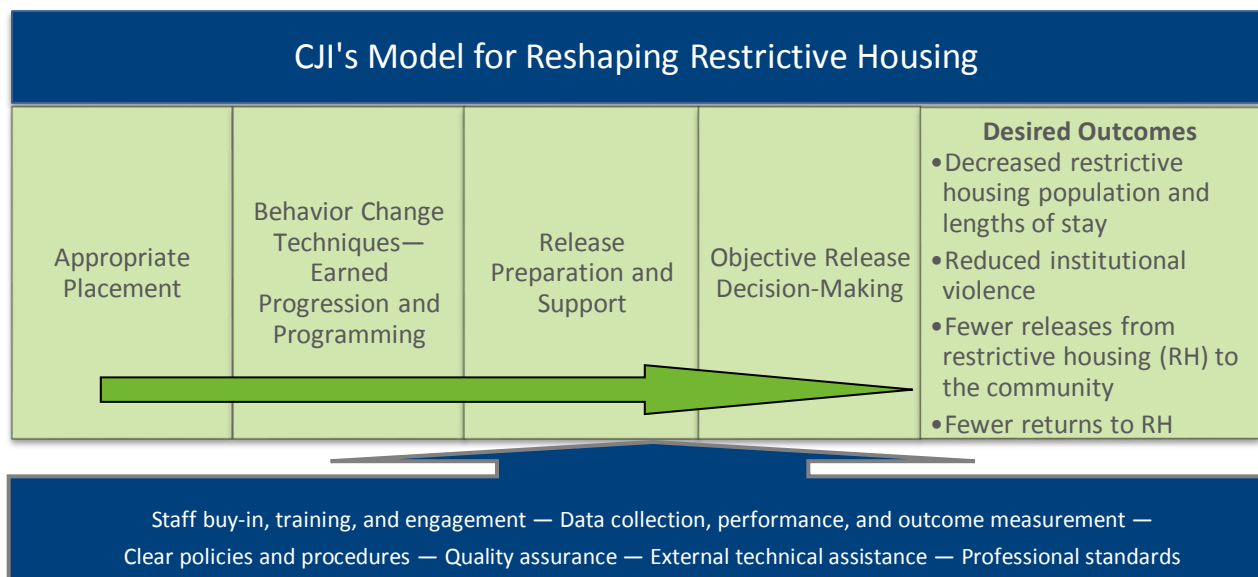 CJI's Model for Reshaping Restrictive Housing
Appropriate
Placement
Behavior Change
Techniques—
Earned
Progression and
Programming
Release
Preparation and
Support
Objective Release
Decision-Making
Desired Outcomes
•Decreased restrictive
housing population and
lengths of stay
•Reduced institutional
violence
•Fewer releases from
restrictive housing (RH) to
the community
•Fewer returns to RH
Staff buy-in, training, and engagement — Data collection, performance, and outcome measurement —
Clear policies and procedures — Quality assurance — External technical assistance — Professional standards